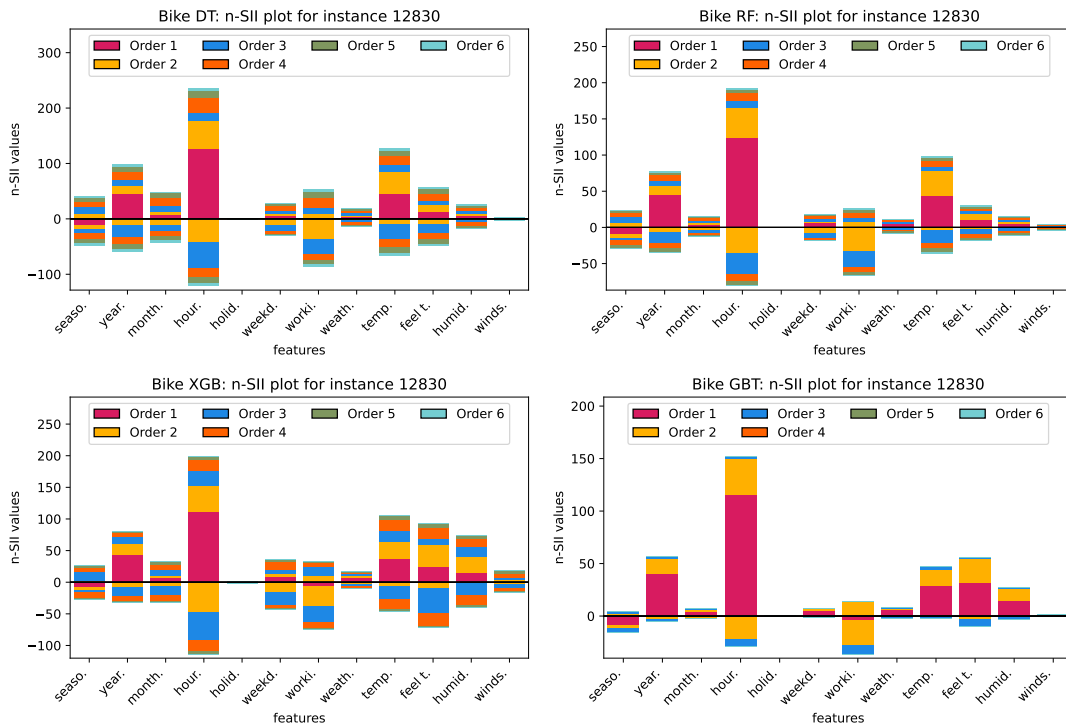 Bike DT: n-SII plot for instance 12830
Order 1 Order 3 Order 5 Order 6
Order 2 Order 4
300
200
100
0
−100
n-SII values
seaso. year. month. hour. holid. weekd. worki. weath. temp. feel t. humid. winds.
features
Bike RF: n-SII plot for instance 12830
Order 1 Order 3 Order 5 Order 6
Order 2 Order 4
250
200
150
100
50
0
−50
n-SII values
seaso. year. month. hour. holid. weekd. worki. weath. temp. feel t. humid. winds.
features
Bike XGB: n-SII plot for instance 12830
Order 1 Order 3 Order 5 Order 6
Order 2 Order 4
250
200
150
100
50
0
−50
−100
n-SII values
seaso. year. month. hour. holid. weekd. worki. weath. temp. feel t. humid. winds.
features
Bike GBT: n-SII plot for instance 12830
Order 1 Order 3 Order 5 Order 6
Order 2 Order 4
200
150
100
50
0
n-SII values
seaso. year. month. hour. holid. weekd. worki. weath. temp. feel t. humid. winds.
features